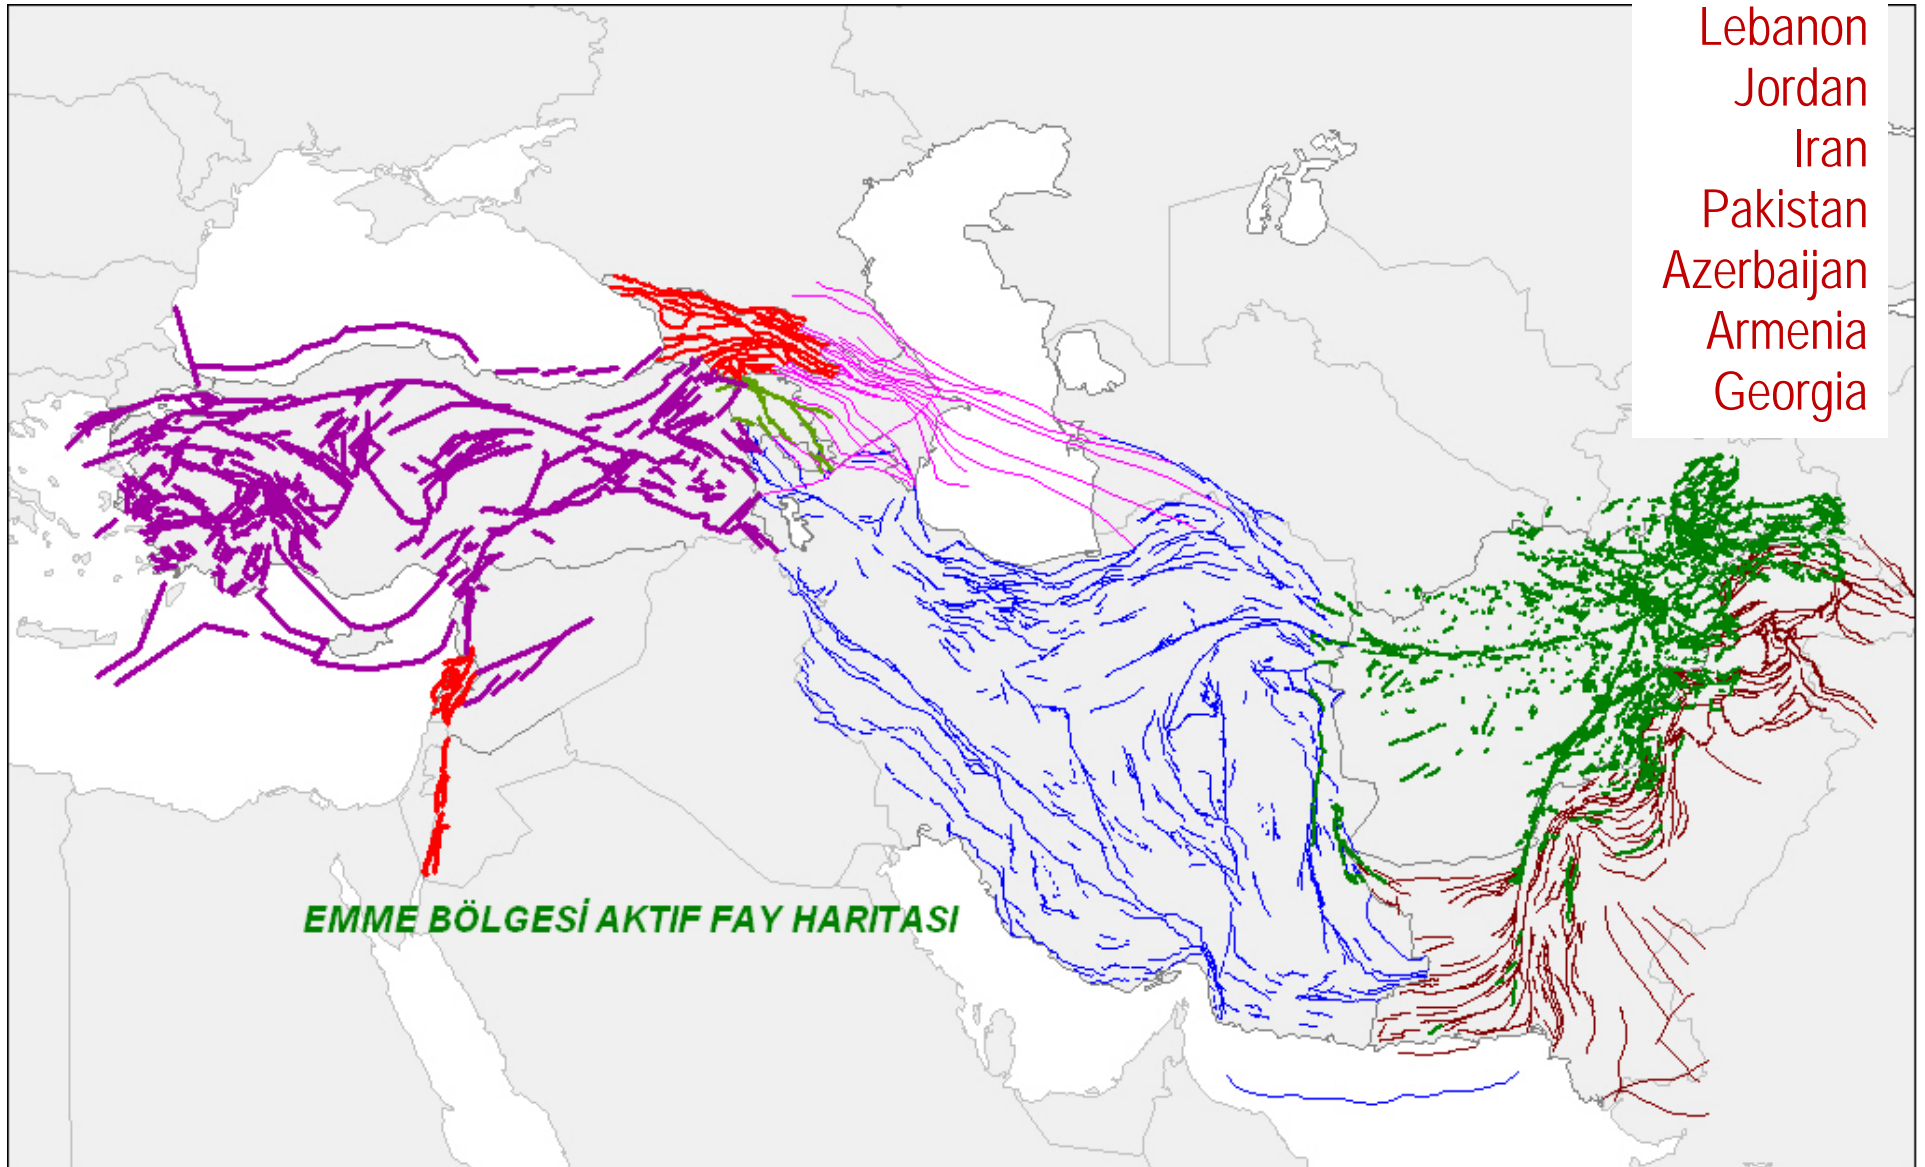 Lebanon
Jordan
Iran
Pakistan
Azerbaijan
Armenia
Georgia
EMME BÖLGESİ AKTIF FAY HARITASI